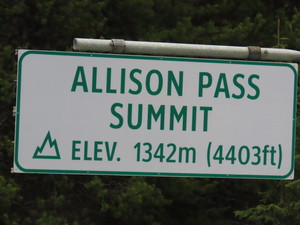 ALLISON PASS
SUMMIT
ELEV. 1342m (4403ft)